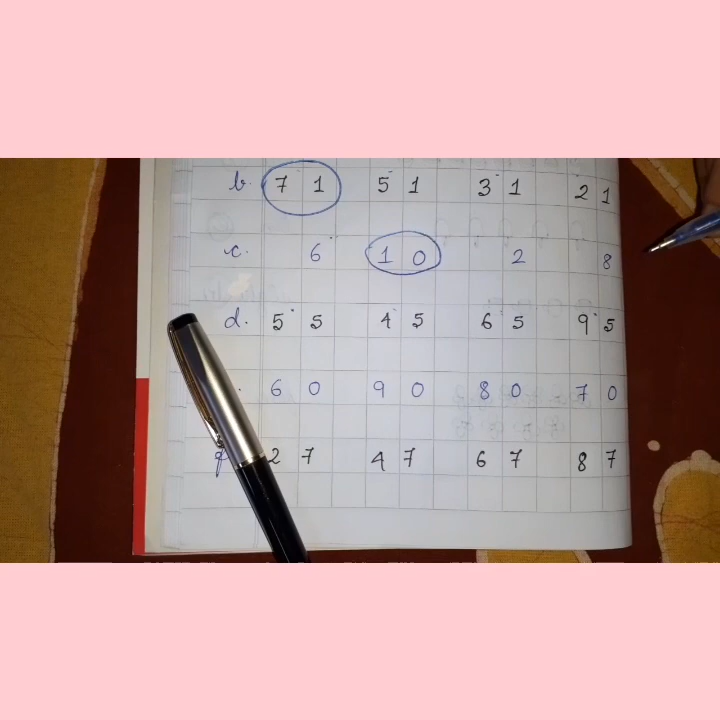 b. 71 51 31 21
c. 6 10 2 8
d. 55 45 65 95
60 90 80 70
f 27 47 67 87